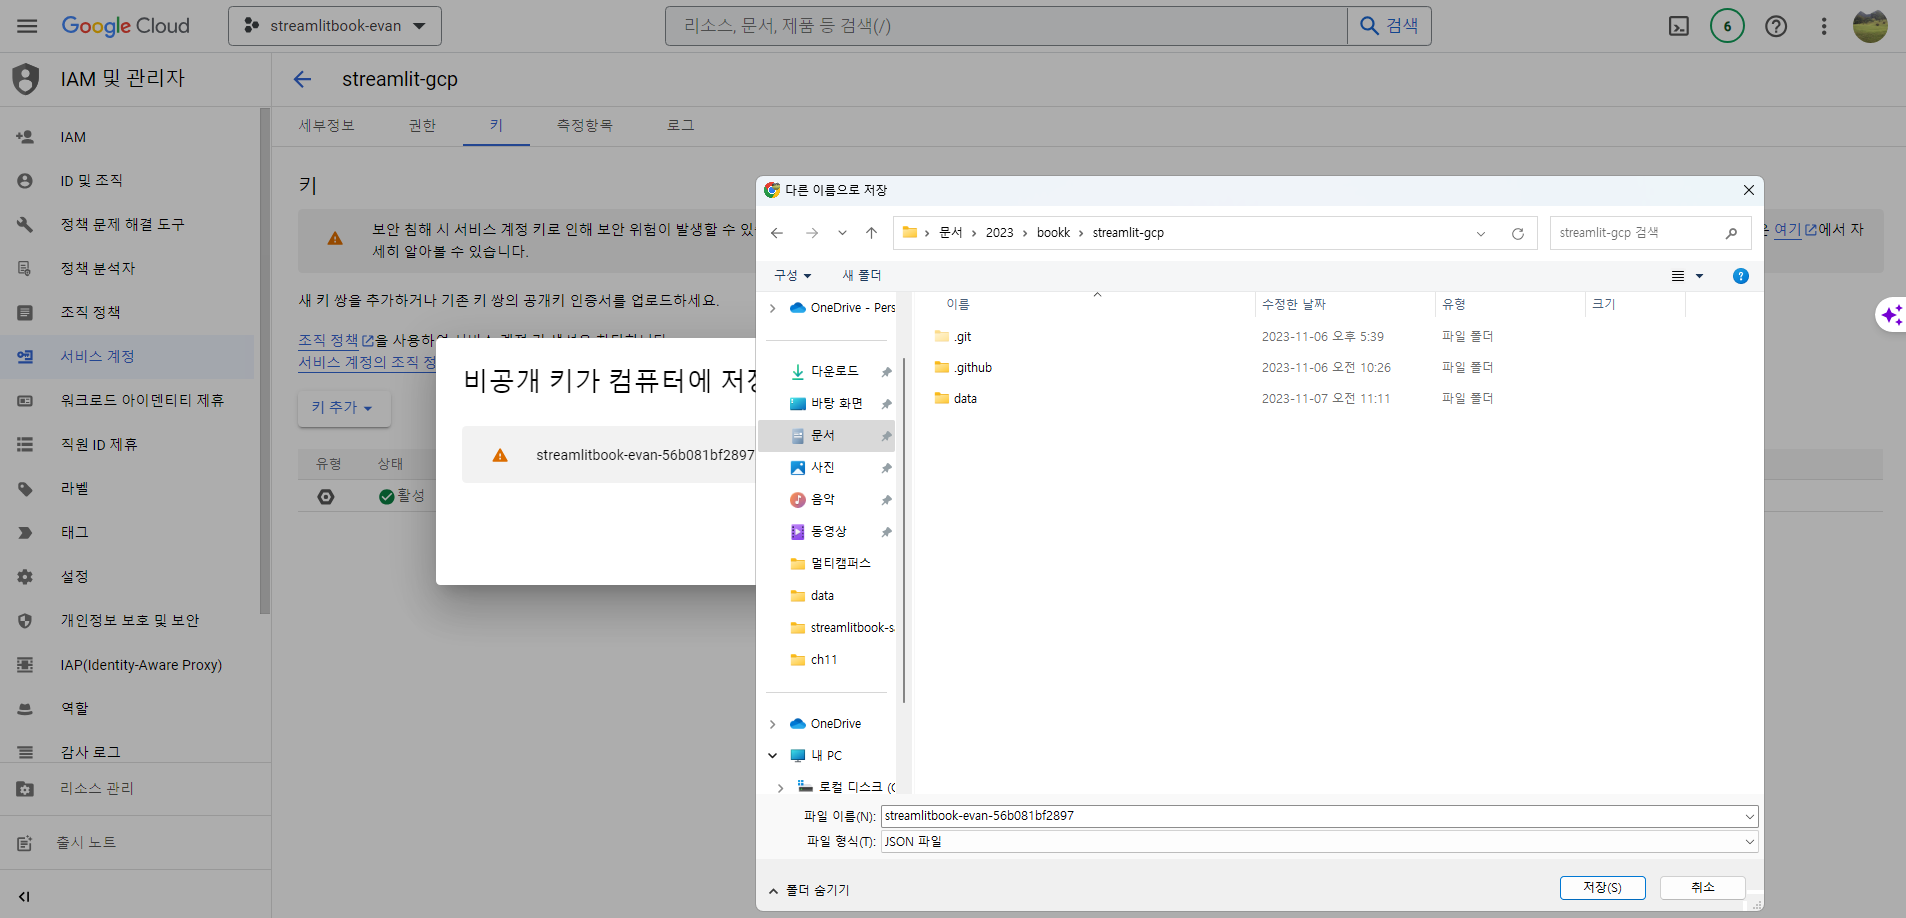 Google Cloud
streamlitbook-evan
리소스, 문서, 제품 등 검색(/)
검색
6
IAM 및 관리자
IAM
ID 및 조직
정책 문제 해결 도구
정책 분석자
조직 정책
서비스 계정
워크로드 아이덴티티 제휴
직원 ID 제휴
라벨
태그
설정
개인정보 보호 및 보안
IAP(Identity-Aware Proxy)
역할
감사 로그
리소스 관리
출시 노트
streamlit-gcp
세부정보
권한
키
측정항목
로그
키
보안 침해 시 서비스 계정 키로 인해 보안 위험이 발생할 수 있
여기에서 자
세히 알아볼 수 있습니다.
새 키 쌍을 추가하거나 기존 키 쌍의 공개키 인증서를 업로드하세요.
조직 정책을 사용하여
서비스 계정의 조직 정
키 추가
유형
상태
활성
비공개 키가 컴퓨터에 저장
streamlitbook-evan-56b081bf2897
다른 이름으로 저장
문서
2023
bookk
streamlit-gcp
streamlit-gcp 검색
구성
새 폴더
OneDrive - Pers
다운로드
바탕 화면
문서
사진
음악
동영상
멀티캠퍼스
data
streamlitbook-s
ch11
OneDrive
내 PC
로컬 디스크 (C
이름
수정한 날짜
유형
크기
.git
2023-11-06 오후 5:39
파일 폴더
.github
2023-11-06 오전 10:26
파일 폴더
data
2023-11-07 오전 11:11
파일 폴더
파일 이름(N):
streamlitbook-evan-56b081bf2897
파일 형식(T):
JSON 파일
폴더 숨기기
저장(S)
취소